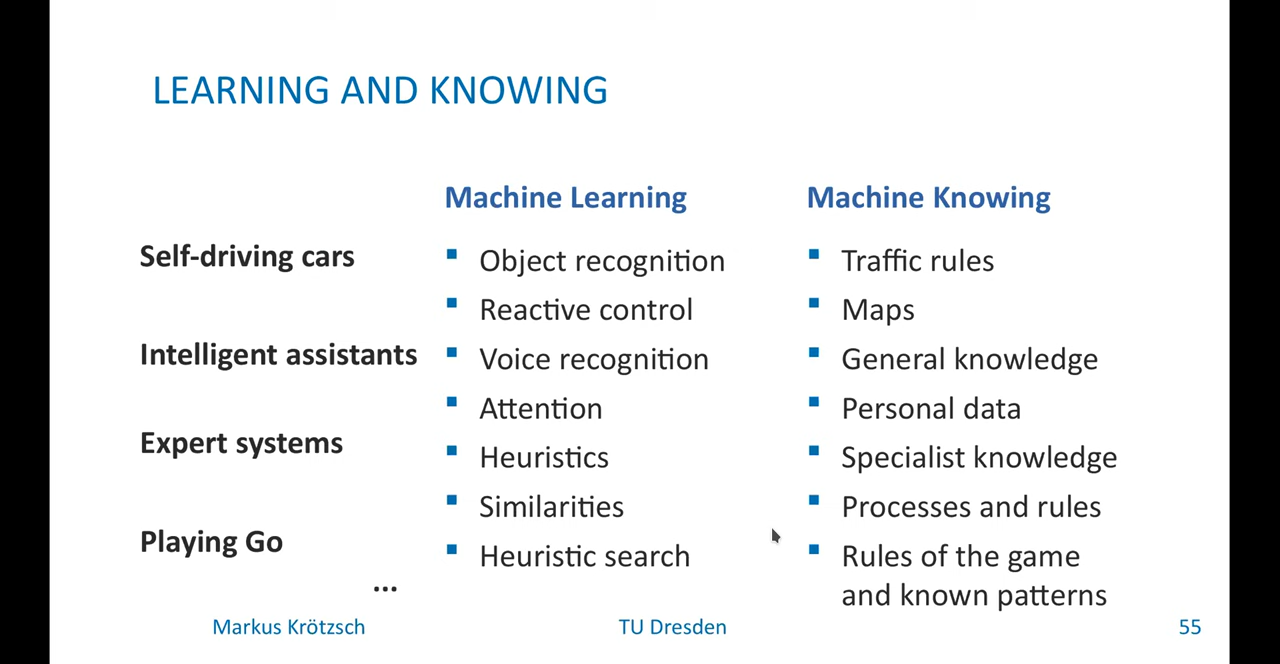 LEARNING AND KNOWING
Machine Learning Machine Knowing
Self-driving cars ▪ Object recognition ▪ Traffic rules
▪ Reactive control ▪ Maps
Intelligent assistants ▪ Voice recognition ▪ General knowledge
▪ Attention ▪ Personal data
Expert systems ▪ Heuristics ▪ Specialist knowledge
▪ Similarities ▪ Processes and rules
Playing Go ▪ Heuristic search ▪ Rules of the game
... and known patterns
Markus Krötzsch TU Dresden 55